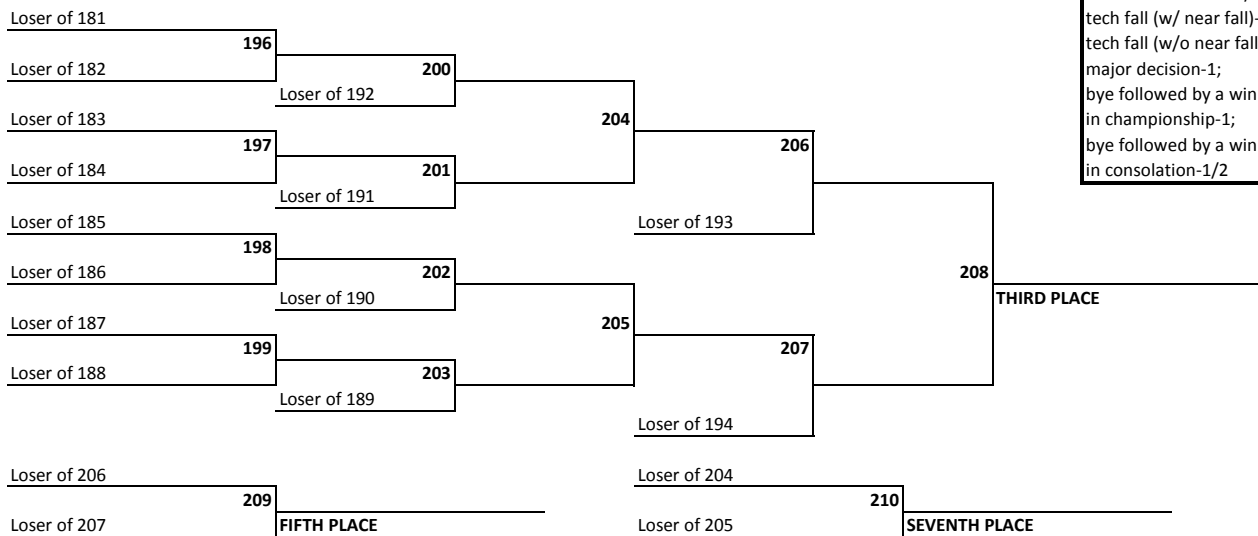 Loser of 181
tech fall (w/ near fall)-
196
tech fall (w/o near fall
Loser of 182
200
major decision-1;
Loser of 192
bye followed by a win
Loser of 183
204
in championship-1;
197
206
bye followed by a win
Loser of 184
201
in consolation-1/2
Loser of 191
Loser of 185
Loser of 193
198
Loser of 186
202
208
Loser of 190
THIRD PLACE
Loser of 187
205
199
207
Loser of 188
203
Loser of 189
Loser of 194
Loser of 206
Loser of 204
209
210
Loser of 207
FIFTH PLACE
Loser of 205
SEVENTH PLACE